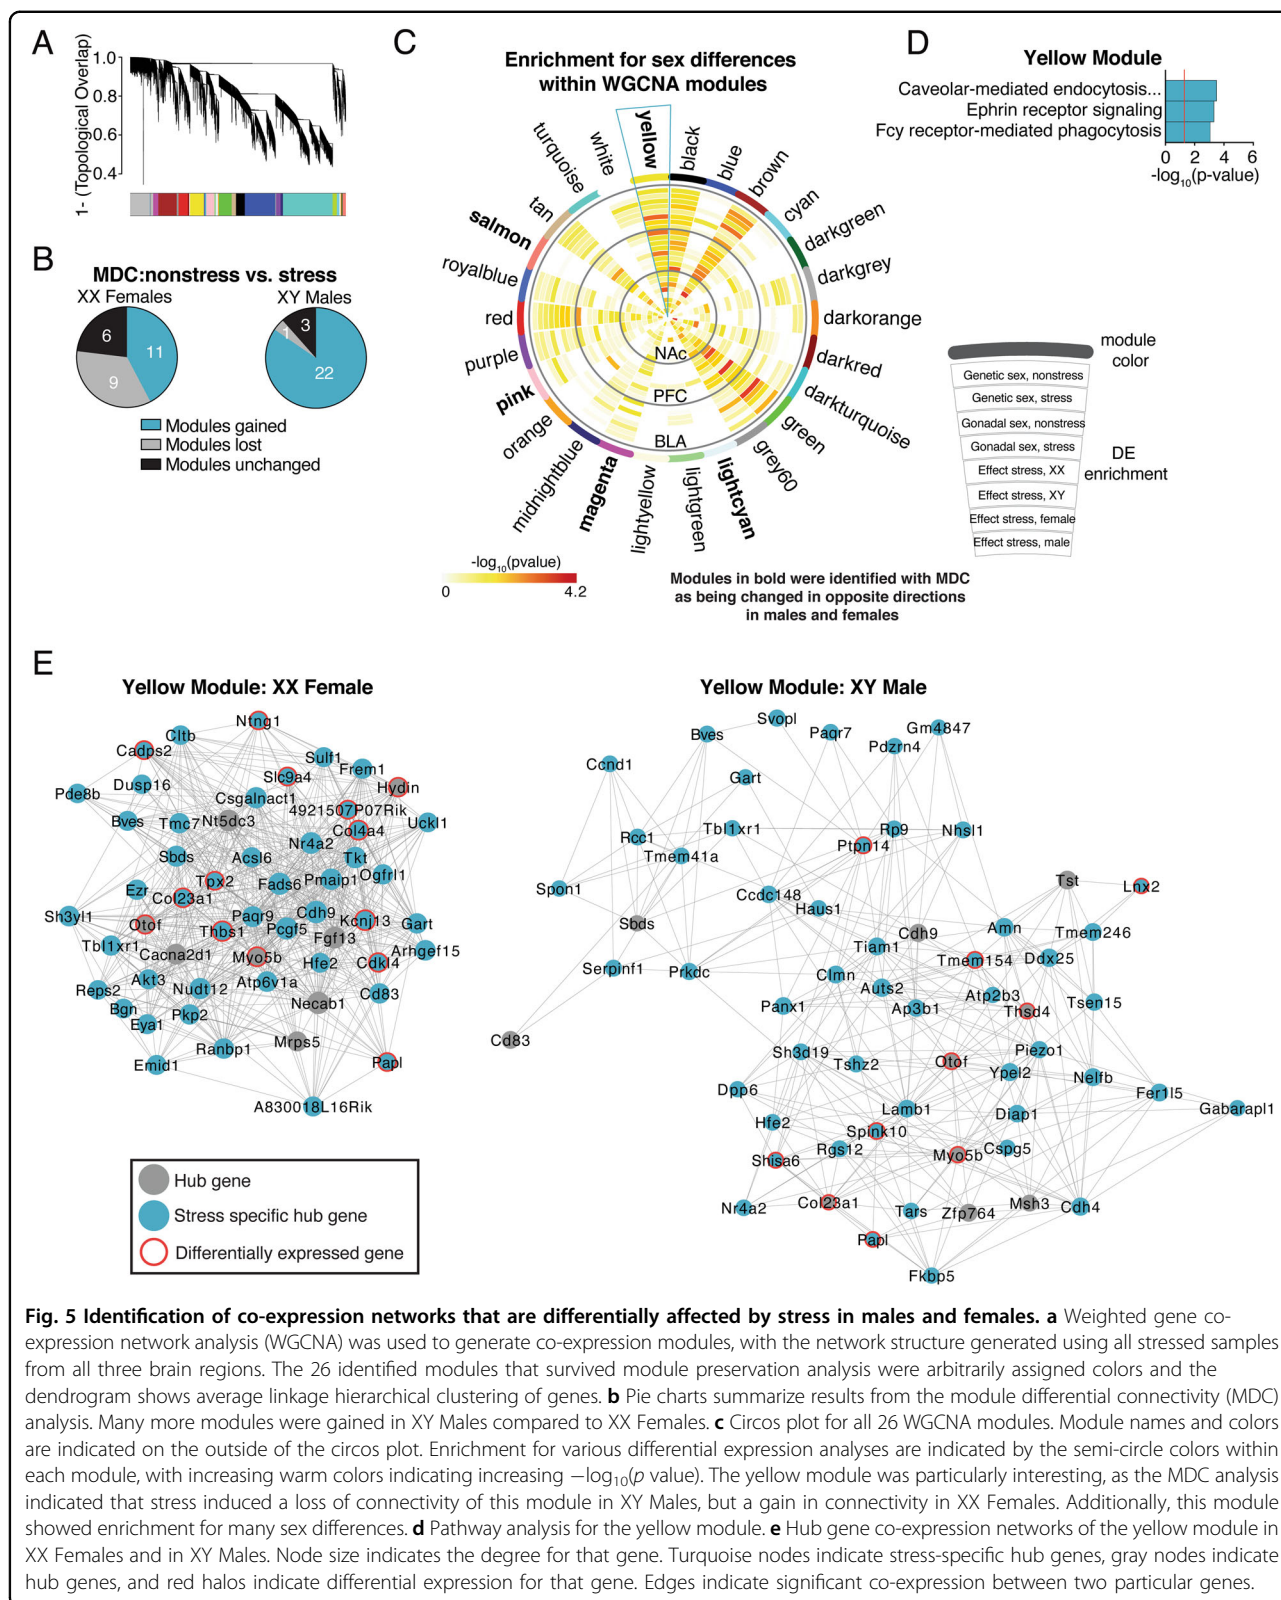 A
1- (Topological Overlap)
1.0
0.8
0.6
0.4
B
MDC:nonstress vs. stress
XX Females
XY Males
6
11
9
1
3
22
Modules gained
Modules lost
Modules unchanged
C
Enrichment for sex differences
within WGCNA modules
yellow
black
blue
brown
cyan
darkgreen
darkgrey
darkorange
darkred
darkturquoise
green
grey60
lightcyan
lightgreen
lightyellow
magenta
midnightblue
orange
pink
purple
red
royalblue
salmon
tan
turquoise
white
NAc
PFC
BLA
-log10(pvalue)
0
4.2
Modules in bold were identified with MDC
as being changed in opposite directions
in males and females
D
Yellow Module
Caveolar-mediated endocytosis...
Ephrin receptor signaling
Fcy receptor-mediated phagocytosis
0 2 4 6
-log10(p-value)
module
color
Genetic sex, nonstress
Genetic sex, stress
Gonadal sex, nonstress
Gonadal sex, stress
Effect stress, XX
Effect stress, XY
Effect stress, female
Effect stress, male
DE
enrichment
E
Yellow Module: XX Female
Ntng1
Cltb
Cadps2
Sulf1
Frem1
Slc9a4
Hydin
Dusp16
Pde8b
Csgalnact1
4921507P07Rik
Bves
Tmc7
Nt5dc3
Col4a4
Uckl1
Nr4a2
Sbds
Acsl6
Tkt
Ogfrl1
Tpx2
Fads6
Pmaip1
Ezr
Col23a1
Sh3yl1
Otof
Paqr9
Cdh9
Kcnj13
Gart
Thbs1
Pcgf5
Fgf13
Tbl1xr1
Cacna2d1
Myo5b
Hfe2
Cdkl4
Arhgef15
Akt3
Atp6v1a
Reps2
Nudt12
Necab1
Cd83
Bgn
Eya1
Pkp2
Mrps5
Ranbp1
Emid1
Papl
A830018L16Rik
Hub gene
Stress specific hub gene
Differentially expressed gene
Yellow Module: XY Male
Svopl
Bves
Paqr7
Gm4847
Pdzrn4
Ccnd1
Gart
Rcc1
Tbl1xr1
Rp9
Nhsl1
Ptpn14
Tmem41a
Tst
Lnx2
Spon1
Ccdc148
Haus1
Sbds
Cdh9
Amn
Tmem246
Tiam1
Tmem154
Ddx25
Serpinf1
Prkdc
Clmn
Auts2
Atp2b3
Tsen15
Panx1
Ap3b1
Thsd4
Cd83
Sh3d19
Tshz2
Otof
Piezo1
Ypel2
Nelfb
Dpp6
Fer1l5
Gabarapl1
Lamb1
Diap1
Hfe2
Spink10
Rgs12
Shisa6
Myo5b
Cspg5
Nr4a2
Col23a1
Tars
Zfp764
Msh3
Cdh4
Papl
Fkbp5
Fig. 5 Identification of co-expression networks that are differentially affected by stress in males and females. a Weighted gene co-
expression network analysis (WGCNA) was used to generate co-expression modules, with the network structure generated using all stressed samples
from all three brain regions. The 26 identified modules that survived module preservation analysis were arbitrarily assigned colors and the
dendrogram shows average linkage hierarchical clustering of genes. b Pie charts summarize results from the module differential connectivity (MDC)
analysis. Many more modules were gained in XY Males compared to XX Females. c Circos plot for all 26 WGCNA modules. Module names and colors
are indicated on the outside of the circos plot. Enrichment for various differential expression analyses are indicated by the semi-circle colors within
each module, with increasing warm colors indicating increasing −log10(p value). The yellow module was particularly interesting, as the MDC analysis
indicated that stress induced a loss of connectivity of this module in XY Males, but a gain in connectivity in XX Females. Additionally, this module
showed enrichment for many sex differences. d Pathway analysis for the yellow module. e Hub gene co-expression networks of the yellow module in
XX Females and in XY Males. Node size indicates the degree for that gene. Turquoise nodes indicate stress-specific hub genes, gray nodes indicate
hub genes, and red halos indicate differential expression for that gene. Edges indicate significant co-expression between two particular genes.